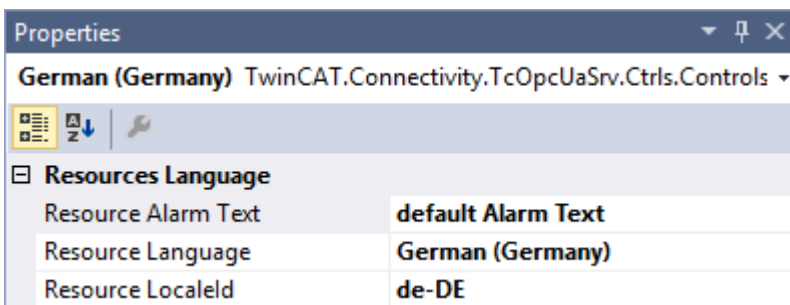 Properties
German (Germany) TwinCAT.Connectivity.TcOpcUaSrv.Ctrls.Controls
Resources Language
Resource Alarm Text default Alarm Text
Resource Language German (Germany)
Resource LocaleId de-DE